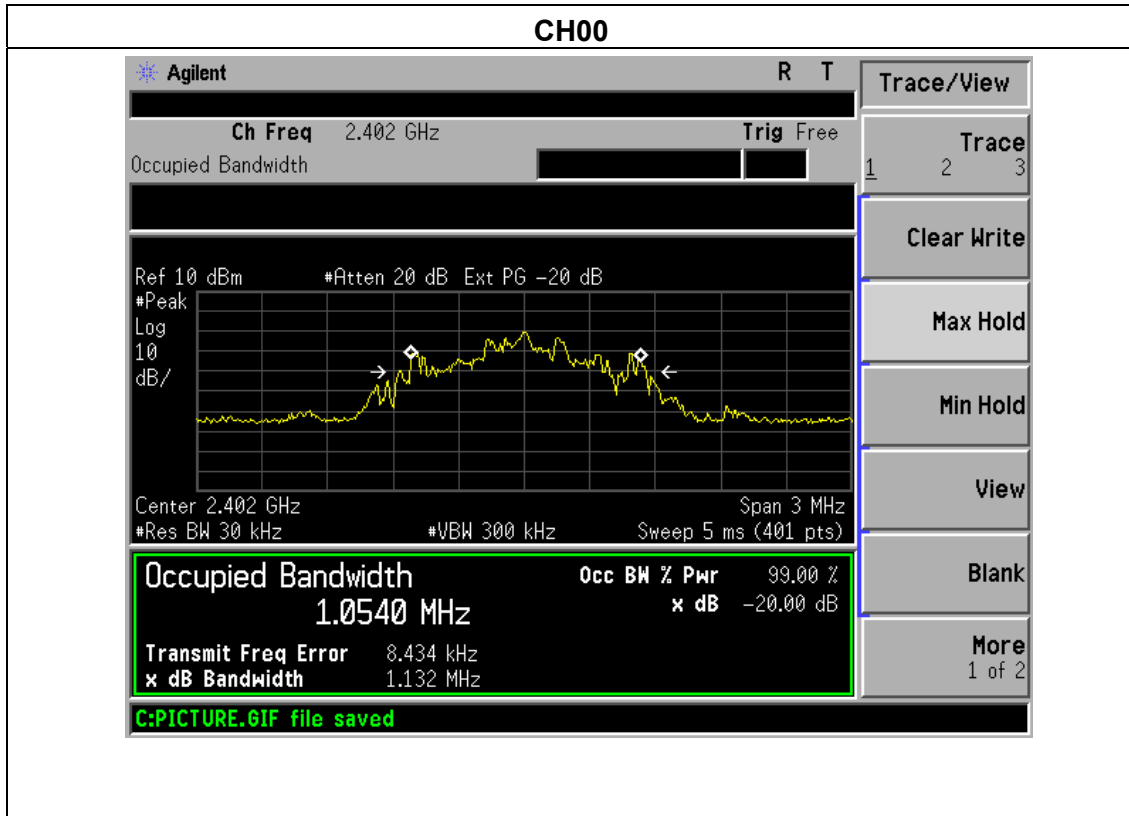 CH00
Agilent R T
Trace/View
Ch Freq 2.402 GHz Trig Free
Occupied Bandwidth
Trace
1 2 3
Clear Write
Ref 10 dBm #Atten 20 dB Ext PG -20 dB
#Peak
Log
10
dB/
Max Hold
Min Hold
View
Center 2.402 GHz Span 3 MHz
#Res BW 30 kHz #VBW 300 kHz Sweep 5 ms (401 pts)
Occupied Bandwidth Occ BW % Pwr 99.00 %
1.0540 MHz x dB -20.00 dB
Blank
Transmit Freq Error 8.434 kHz
x dB Bandwidth 1.132 MHz
More
1 of 2
C:PICTURE.GIF file saved